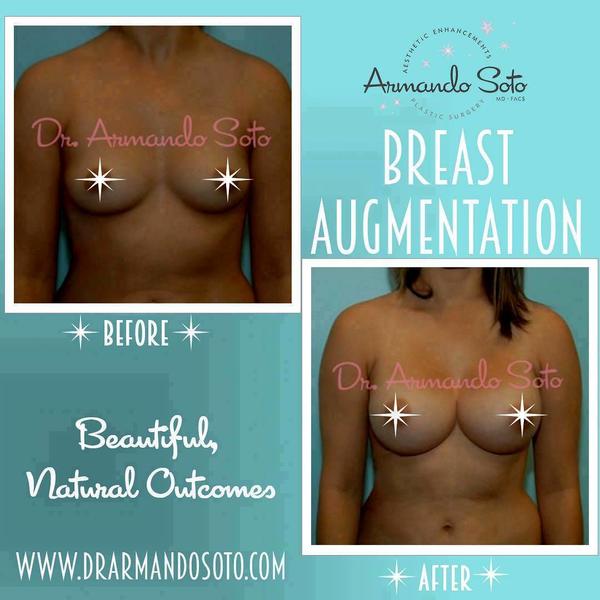 Dr. Armando Soto
AESTHETIC ENHANCEMENTS
Armando Soto
MD · FACS
PLASTIC SURGERY
BREAST
AUGMENTATION
BEFORE
Dr. Armando Soto
Beautiful,
Natural Outcomes
WWW.DRARMANDOSOTO.COM
AFTER